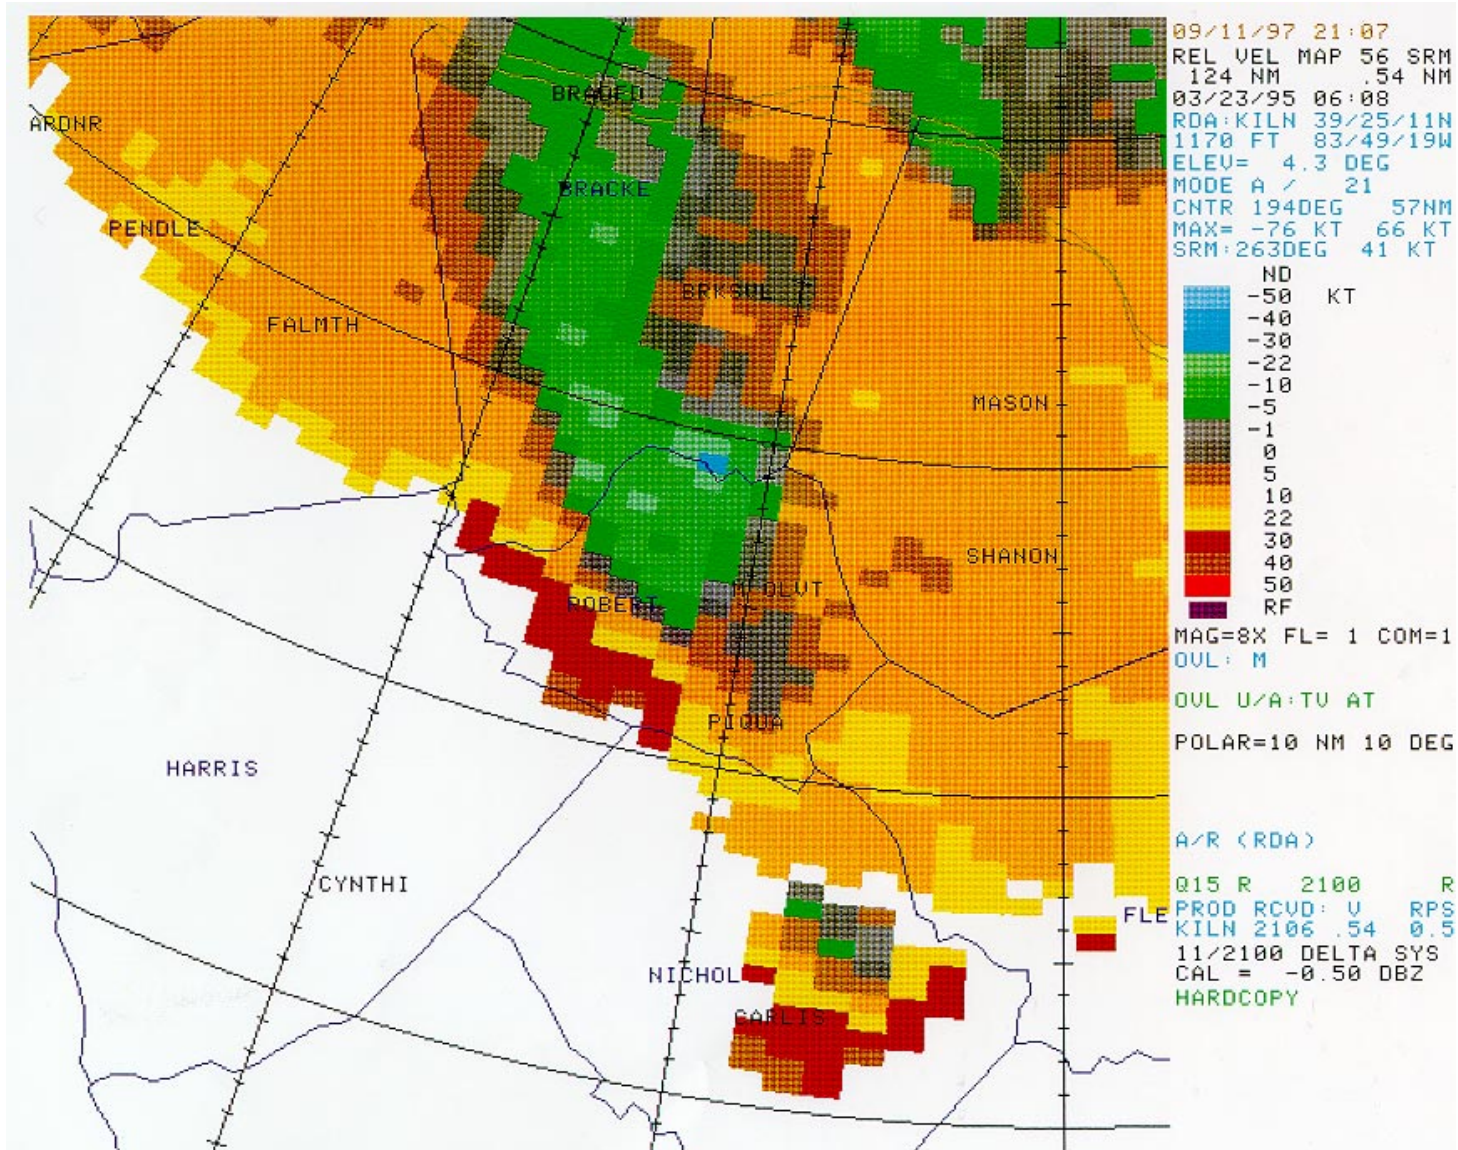 09/11/97 21:07
REL VEL MAP 56 SRM
124 NM .54 NM
03/23/95 06:08
RDA:KILN 39/25/11N
1170 FT 83/49/19W
ELEV= 4.3 DEG
MODE A / 21
CNTR 194DEG 57NM
MAX= -76 KT 66 KT
SRM:263DEG 41 KT
ND
-50 KT
-40
-30
-22
-10
-5
-1
0
5
10
22
30
40
50
RF
MAG=8X FL= 1 COM=1
OVL: M
OVL U/A:TV AT
POLAR=10 NM 10 DEG
A/R (RDA)
Q15 R 2100 R
PROD RCVD: V RPS
KILN 2106 .54 0.5
11/2100 DELTA SYS
CAL = -0.50 DBZ
HARDCOPY
BRADFD
ARDNR
BRACKE
PENDLE
BRKSVL
FALMTH
MASON
SHANON
ROBERT
PIQUA
HARRIS
CYNTHI
FLE
NICHOL
CARLIS